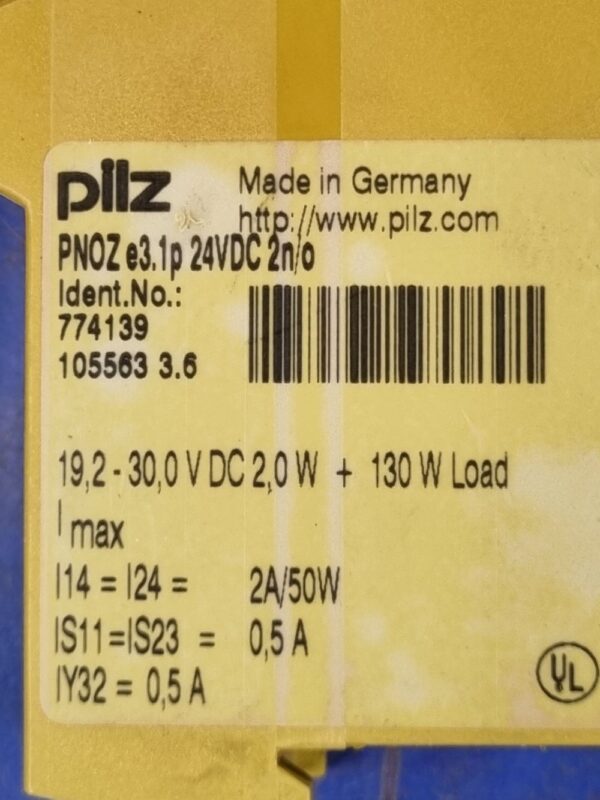 pilz
Made in Germany
http://www.pilz.com
PNOZ e3.1p 24VDC 2n/o
Ident.No.:
774139
105563 3.6
19,2 - 30,0 V DC 2,0 W + 130 W Load
I max
I14 = I24 = 2A/50W
IS11=IS23 = 0,5 A
IY32 = 0,5 A
UL